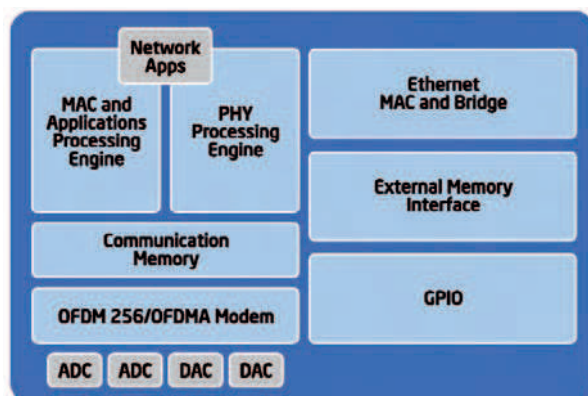 Network
Apps
MAC and
Applications
Processing
Engine
PHY
Processing
Engine
Communication
Memory
OFDM 256/OFDMA Modem
ADC ADC DAC DAC
Ethernet
MAC and Bridge
External Memory
Interface
GPIO